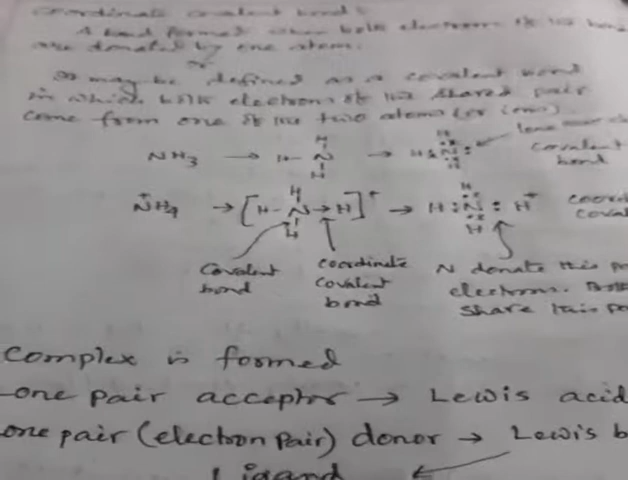 coordinate covalent bond:
A bond formed when both electrons of the bond
are donated by one atom.
or
It may be defined as a covalent bond
in which both electrons of the shared pair
come from one of the two atoms (or ions).
NH3 → H- N
H
H
→ H N
covalent
bond
NH4 + → [H- N → H] +
H
H
→ H : N : H +
H
H
Covalent
bond
coordinate
covalent
bond
N donate this
electrons.
share this
complex is formed
one pair acceptor → Lewis acid
one pair (electron pair) donor → Lewis b
Ligand ←